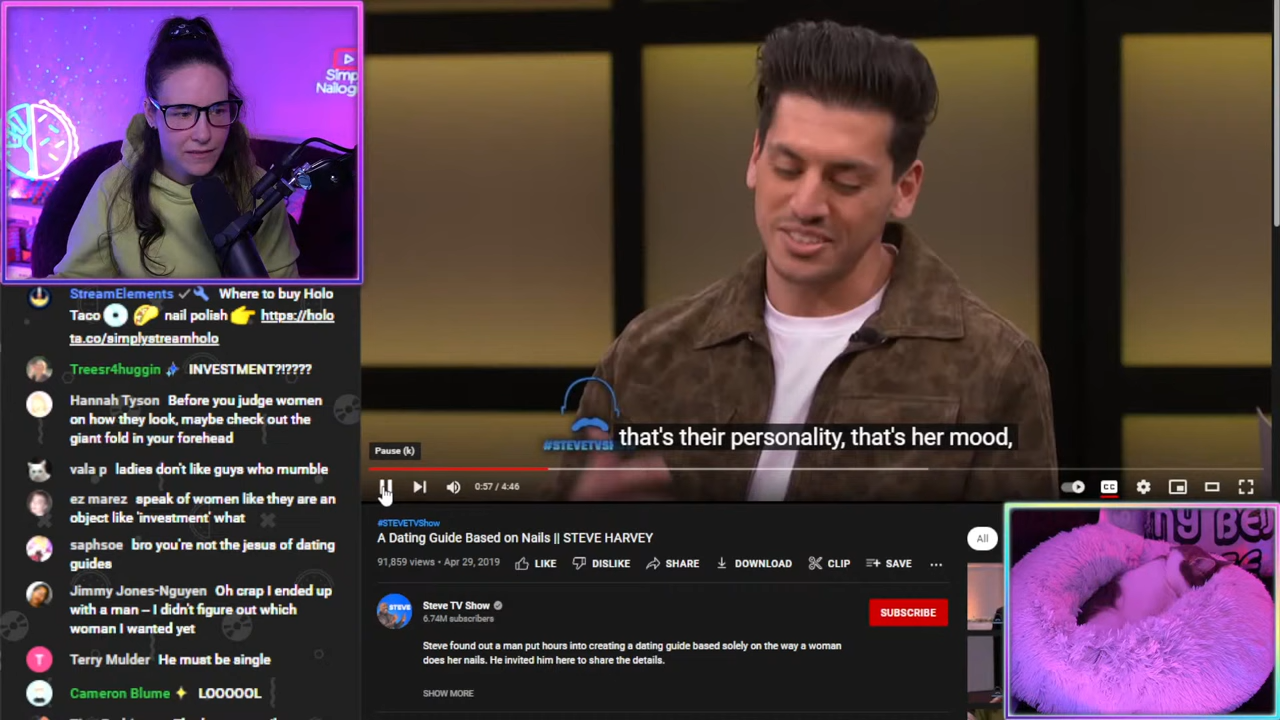 Simp
Nailog
StreamElements Where to buy Holo
Taco nail polish https://holo
ta.co/simplystreamholo
Treesr4huggin INVESTMENT?!????
Hannah Tyson Before you judge women
on how they look, maybe check out the
giant fold in your forehead
vala p ladies don't like guys who mumble
ez marez speak of women like they are an
object like 'investment' what
saphsoe bro you're not the jesus of dating
guides
Jimmy Jones-Nguyen Oh crap I ended up
with a man – I didn't figure out which
woman I wanted yet
Terry Mulder He must be single
T
Cameron Blume LOOOOOL
#STEVETVSH
that's their personality, that's her mood,
Pause (k)
0:57 / 4:46
CC
#STEVETVShow
A Dating Guide Based on Nails || STEVE HARVEY
91,859 views • Apr 29, 2019
LIKE
DISLIKE
SHARE
DOWNLOAD
CLIP
SAVE
...
All
STEVE
Steve TV Show
6.74M subscribers
SUBSCRIBE
Steve found out a man put hours into creating a dating guide based solely on the way a woman
does her nails. He invited him here to share the details.
SHOW MORE